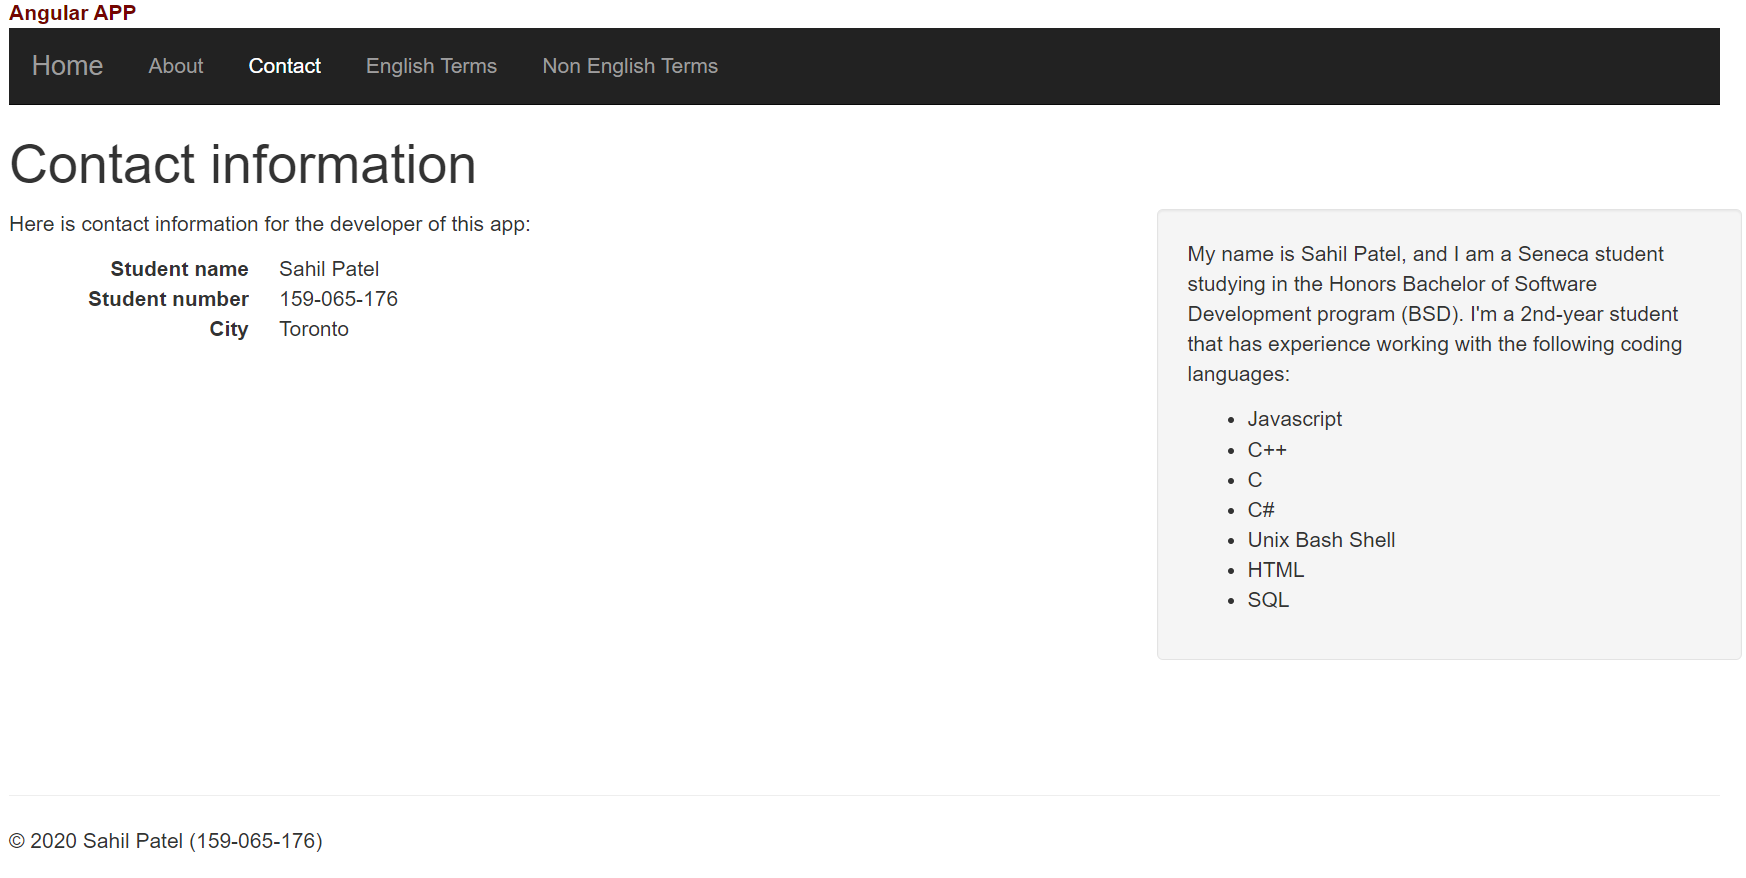 Angular APP
Home About Contact English Terms Non English Terms
Contact information
Here is contact information for the developer of this app:
Student name Sahil Patel
Student number 159-065-176
City Toronto
My name is Sahil Patel, and I am a Seneca student
studying in the Honors Bachelor of Software
Development program (BSD). I'm a 2nd-year student
that has experience working with the following coding
languages:
• Javascript
• C++
• C
• C#
• Unix Bash Shell
• HTML
• SQL
© 2020 Sahil Patel (159-065-176)